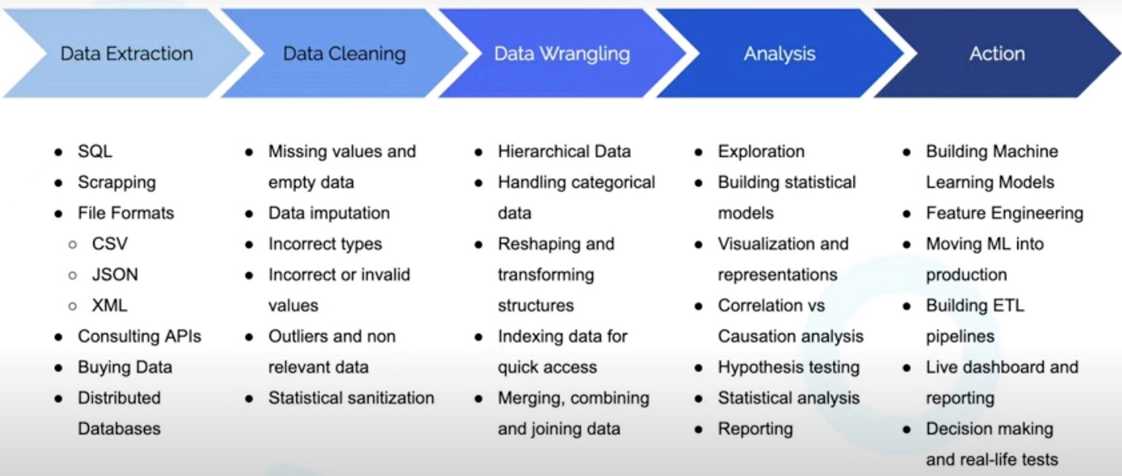 Data Extraction
Data Cleaning
Data Wrangling
Analysis
Action
● SQL
● Scrapping
● File Formats
○ CSV
○ JSON
○ XML
● Consulting APIs
● Buying Data
● Distributed
Databases
● Missing values and
empty data
● Data imputation
● Incorrect types
● Incorrect or invalid
values
● Outliers and non
relevant data
● Statistical sanitization
● Hierarchical Data
● Handling categorical
data
● Reshaping and
transforming
structures
● Indexing data for
quick access
● Merging, combining
and joining data
● Exploration
● Building statistical
models
● Visualization and
representations
● Correlation vs
Causation analysis
● Hypothesis testing
● Statistical analysis
● Reporting
● Building Machine
Learning Models
● Feature Engineering
● Moving ML into
production
● Building ETL
pipelines
● Live dashboard and
reporting
● Decision making
and real-life tests